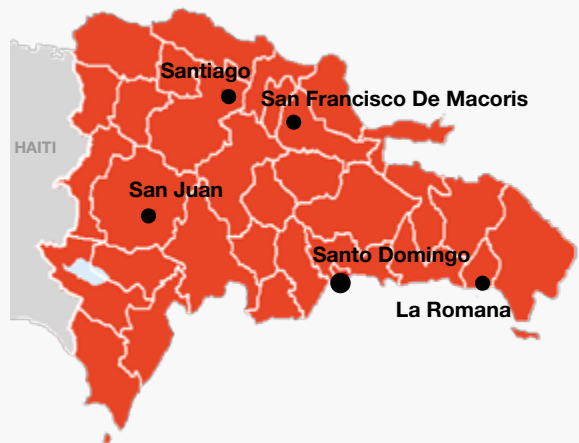 Santiago
San Francisco De Macoris
HAITI
San Juan
Santo Domingo
La Romana